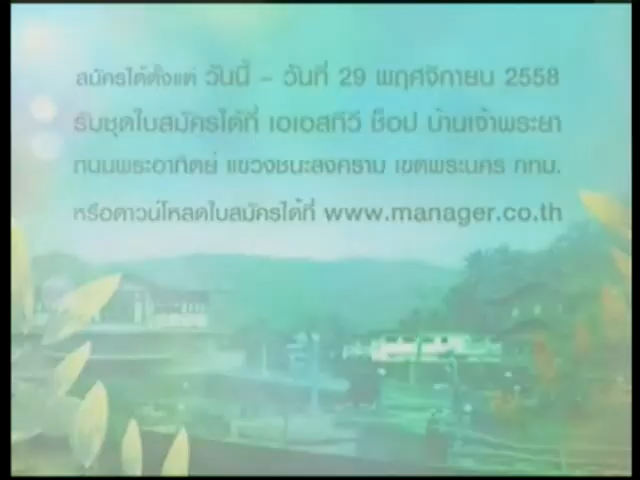 สมัครได้ตั้งแต่ วันนี้ - วันที่ 29 พฤศจิกายน 2558
รับชุดใบสมัครได้ที่ เอเอสทีวี ช็อป บ้านเจ้าพระยา
ถนนพระอาทิตย์ แขวงชนะสงคราม เขตพระนคร กทม.
หรือดาวน์โหลดใบสมัครได้ที่ www.manager.co.th